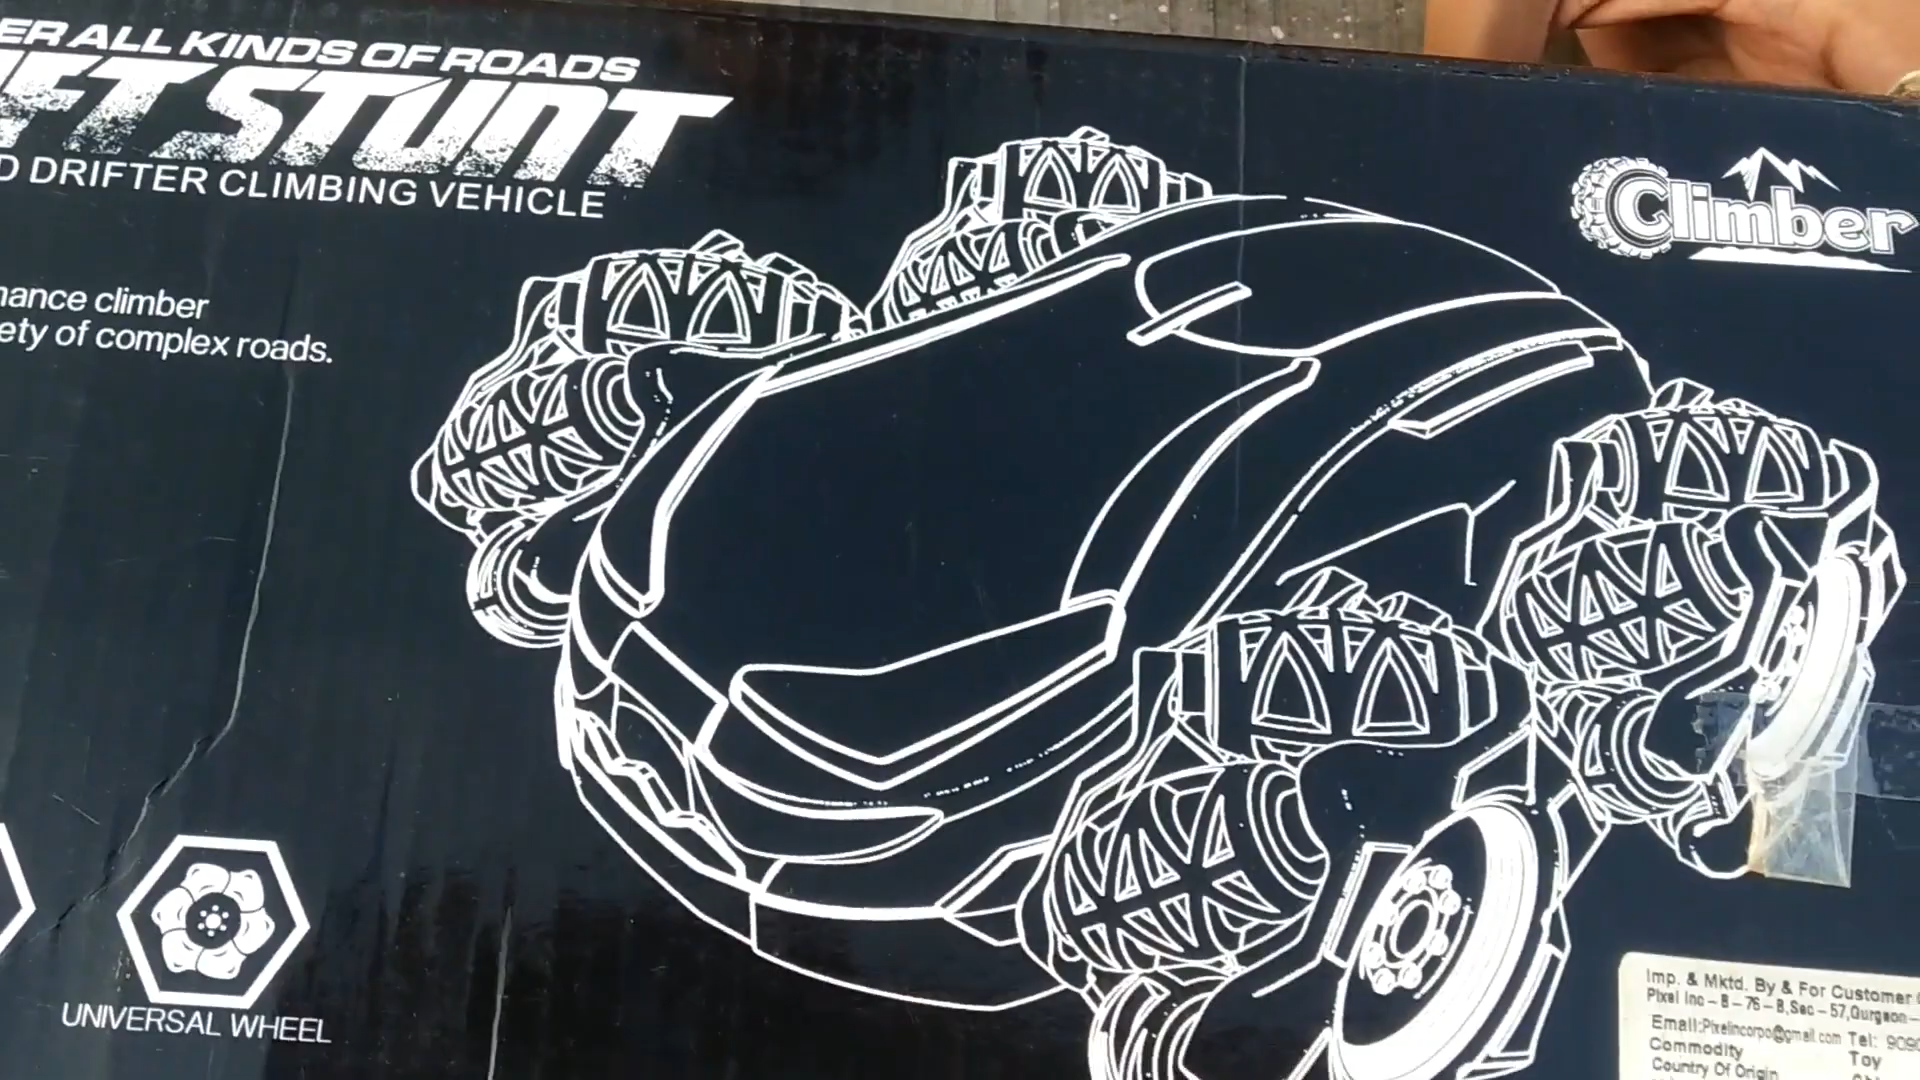 ER ALL KINDS OF ROADS
FT STUNT
D DRIFTER CLIMBING VEHICLE
Climber
mance climber
ety of complex roads.
UNIVERSAL WHEEL
Imp. & Mktd. By & For Customer
Pixel Inc - B - 76 - B, Sec - 57, Gurgaon -
Email:Pixelincorpo@gmail.com Tel: 9090
Commodity Toy
Country Of Origin